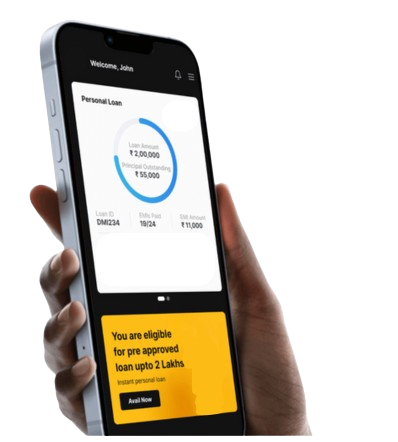 Welcome, John
Personal Loan
Loan Amount
₹ 2,00,000
Principal Outstanding
₹ 55,000
Loan ID EMIs Paid EMI Amount
DMI234 19/24 ₹ 11,000
You are eligible
for pre approved
loan upto 2 Lakhs
Instant personal loan
Avail Now